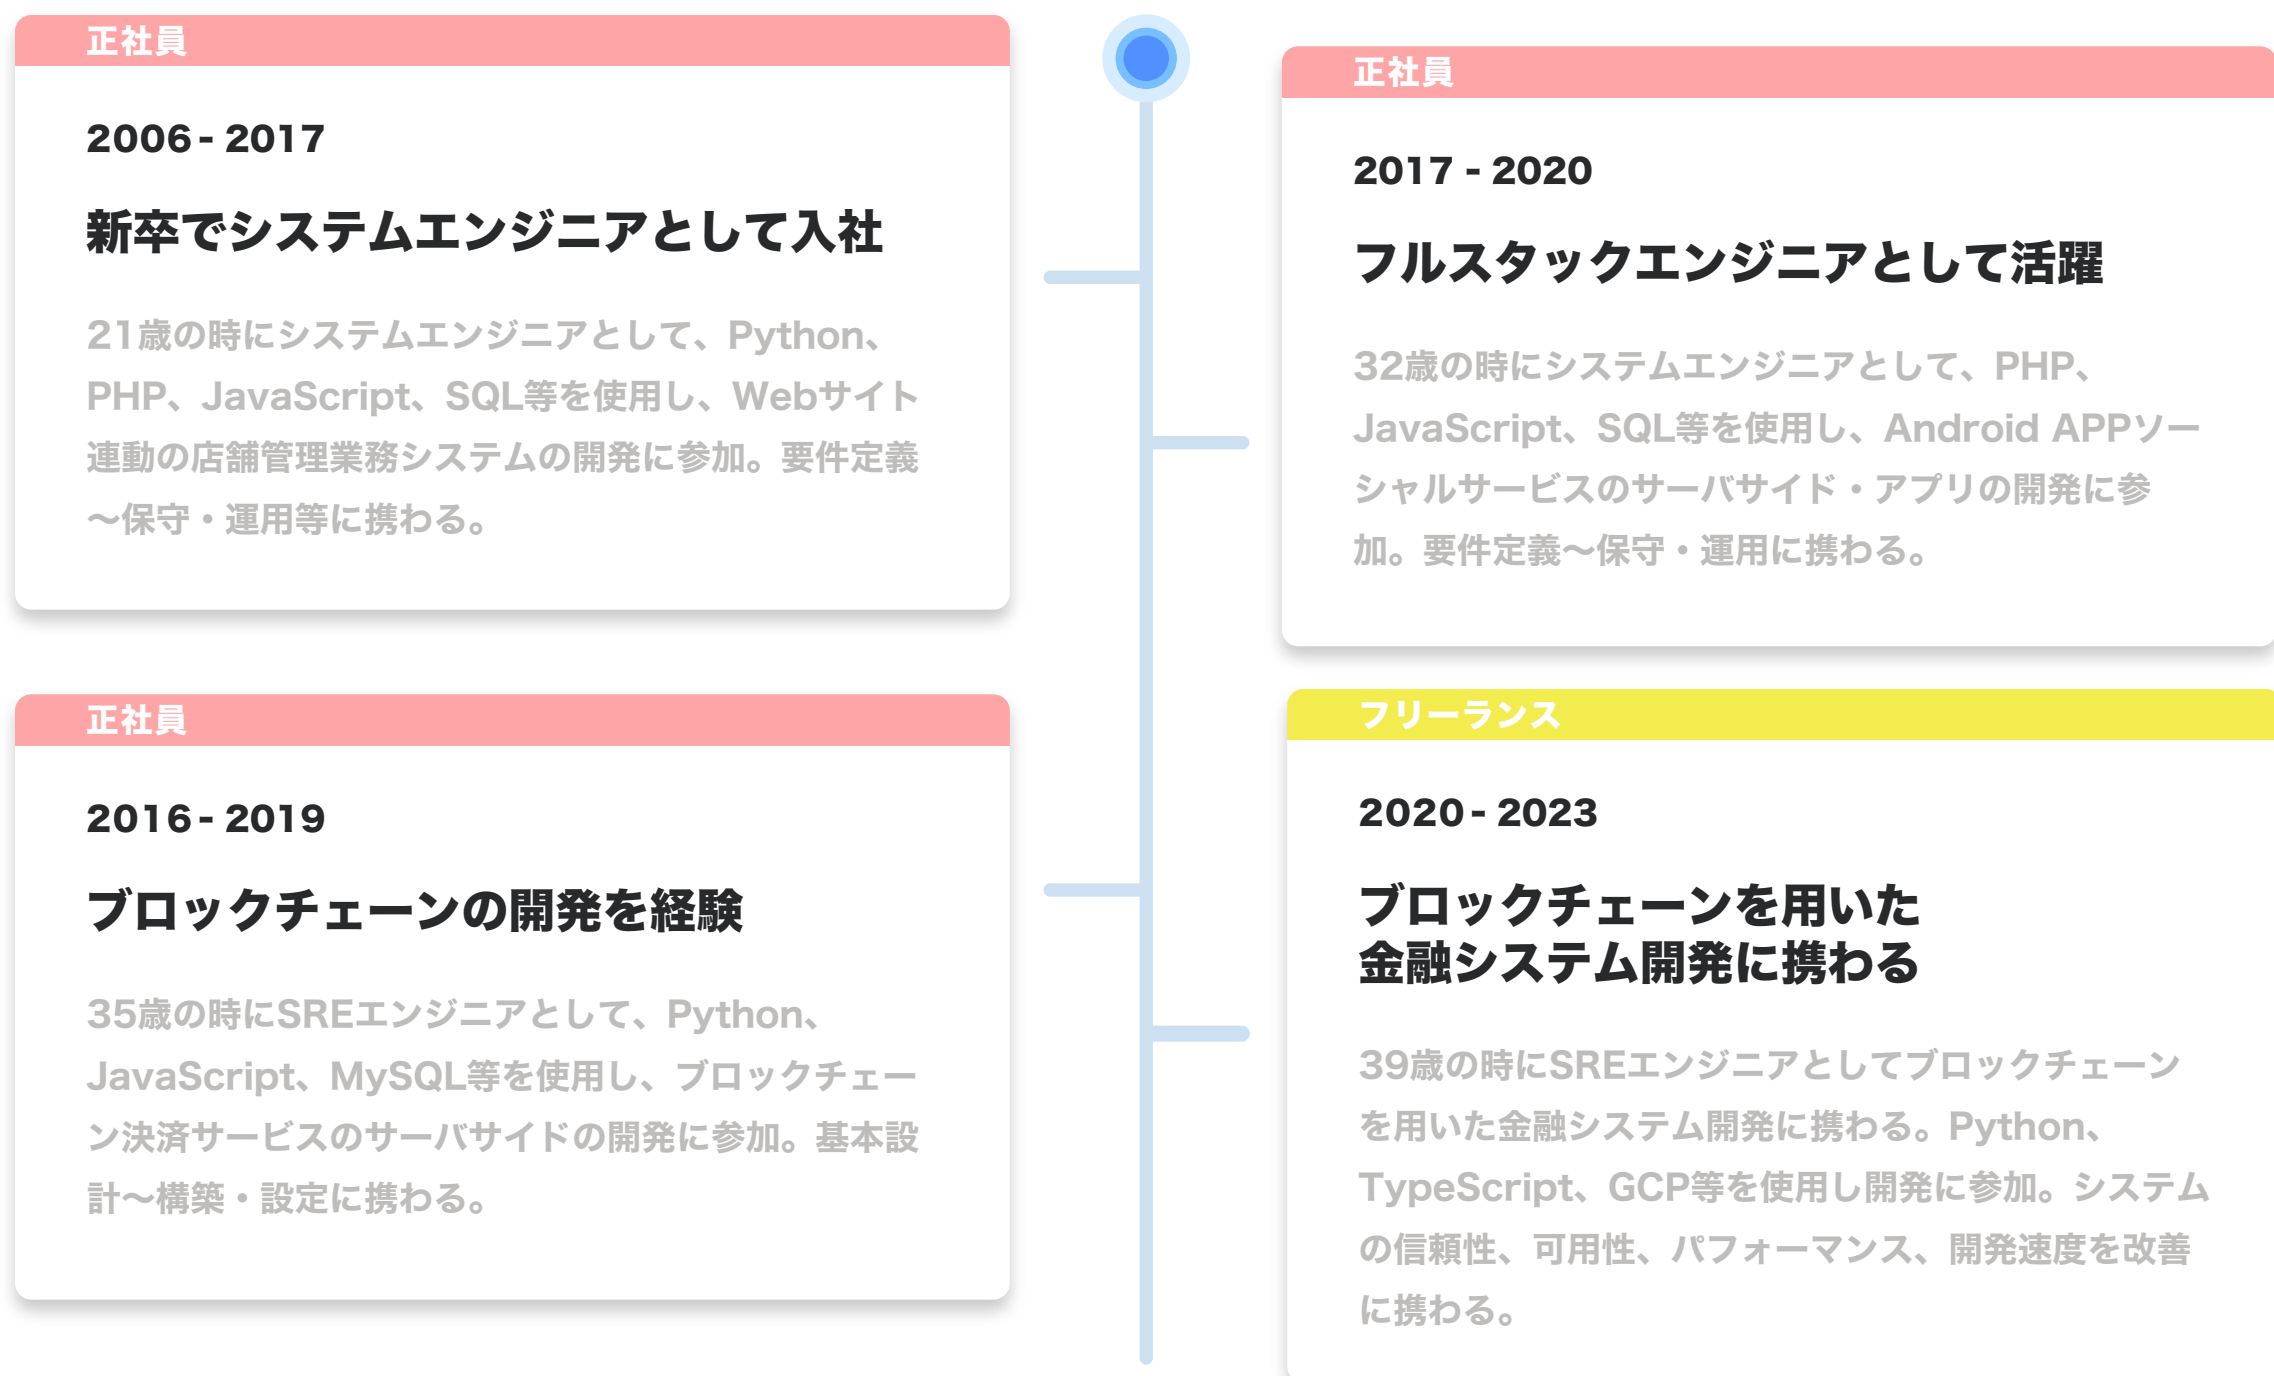 正社員
2006 - 2017
新卒でシステムエンジニアとして入社
21歳の時にシステムエンジニアとして、Python、
PHP、JavaScript、SQL等を使用し、Webサイト
連動の店舗管理業務システムの開発に参加。要件定義
〜保守・運用等に携わる。
正社員
2017 - 2020
フルスタックエンジニアとして活躍
32歳の時にシステムエンジニアとして、PHP、
JavaScript、SQL等を使用し、Android APPソー
シャルサービスのサーバサイド・アプリの開発に参
加。要件定義〜保守・運用に携わる。
正社員
2016 - 2019
ブロックチェーンの開発を経験
35歳の時にSREエンジニアとして、Python、
JavaScript、MySQL等を使用し、ブロックチェー
ン決済サービスのサーバサイドの開発に参加。基本設
計〜構築・設定に携わる。
フリーランス
2020 - 2023
ブロックチェーンを用いた
金融システム開発に携わる
39歳の時にSREエンジニアとしてブロックチェーン
を用いた金融システム開発に携わる。Python、
TypeScript、GCP等を使用し開発に参加。システム
の信頼性、可用性、パフォーマンス、開発速度を改善
に携わる。